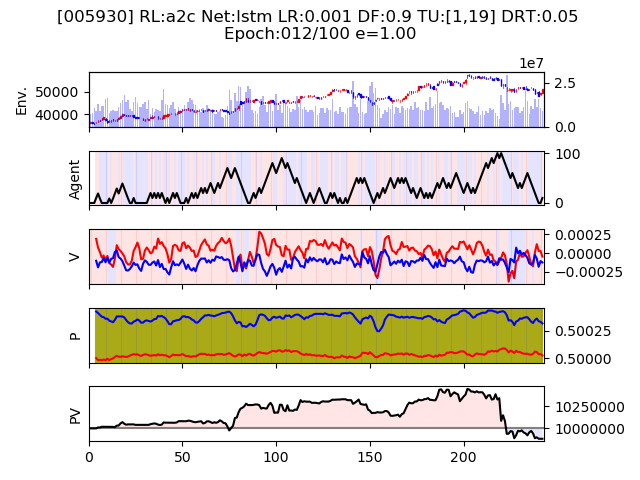 [005930] RL:a2c Net:lstm LR:0.001 DF:0.9 TU:[1,19] DRT:0.05
Epoch:012/100 e=1.00
1e7
Env.
50000
40000
2.5
0.0
Agent
100
0
V
0.00025
0.00000
−0.00025
P
0.50025
0.50000
PV
10250000
10000000
0
50
100
150
200